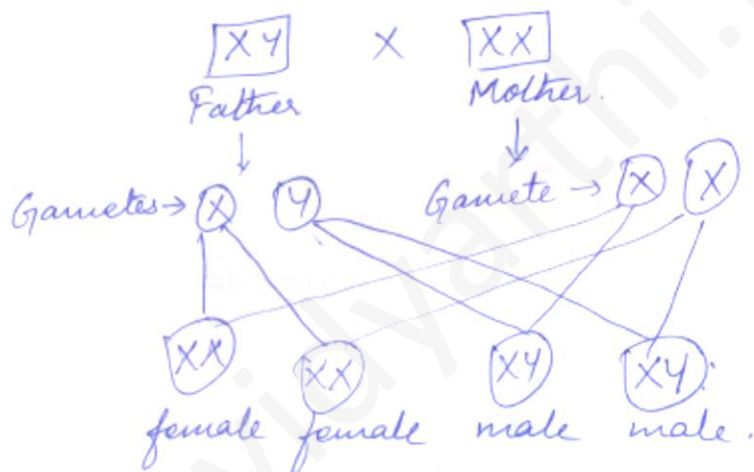 XY X XX
Father Mother.
Gametes → X Y Gamete → X X
XX XX XY XY
female female male male.